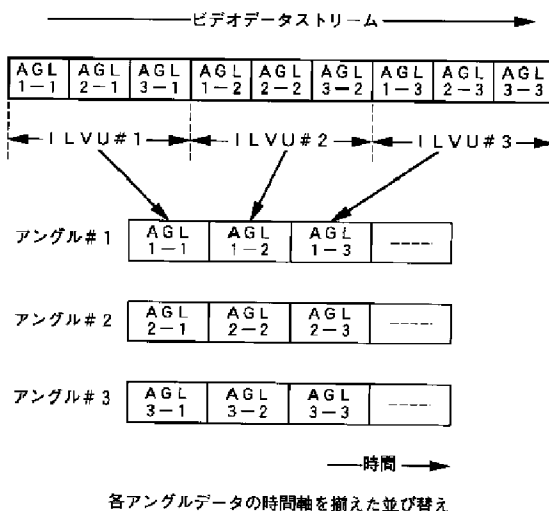 ビデオデータストリーム
AGL AGL AGL AGL AGL AGL AGL AGL AGL
1−1 2−1 3−1 1−2 2−2 3−2 1−3 2−3 3−3
ILVU#1 ILVU#2 ILVU#3
アングル#1 AGL 1−1 AGL 1−2 AGL 1−3
アングル#2 AGL 2−1 AGL 2−2 AGL 2−3
アングル#3 AGL 3−1 AGL 3−2 AGL 3−3
時間
各アングルデータの時間軸を揃えた並び替え